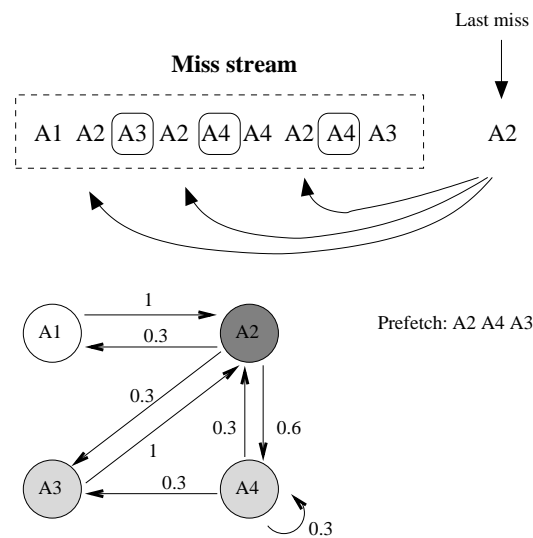 Last miss
Miss stream
A1 A2 A3 A2 A4 A4 A2 A4 A3 A2
1
A1 A2
0.3
Prefetch: A2 A4 A3
0.3
0.3 0.6
1
0.3
A3 A4
0.3